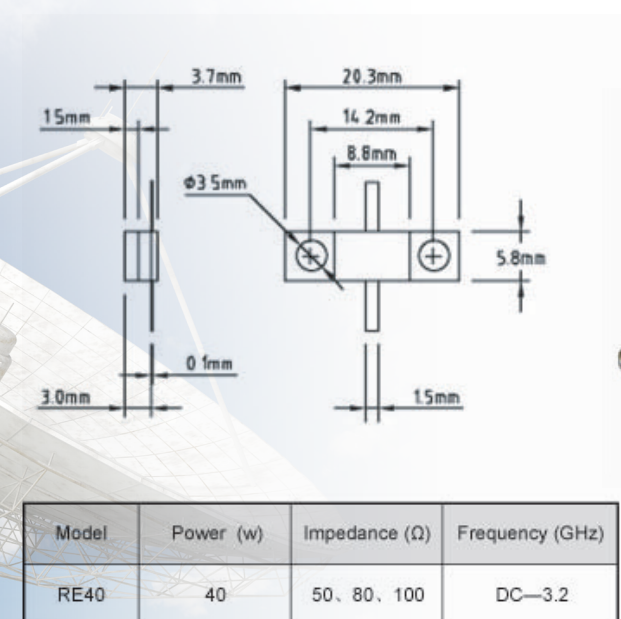 3.7mm
20.3mm
15mm
14 2mm
8.8mm
Φ3 5mm
5.8mm
0 1mm
3.0mm
1.5mm
Model Power (w) Impedance (Ω) Frequency (GHz)
RE40 40 50、80、100 DC—3.2